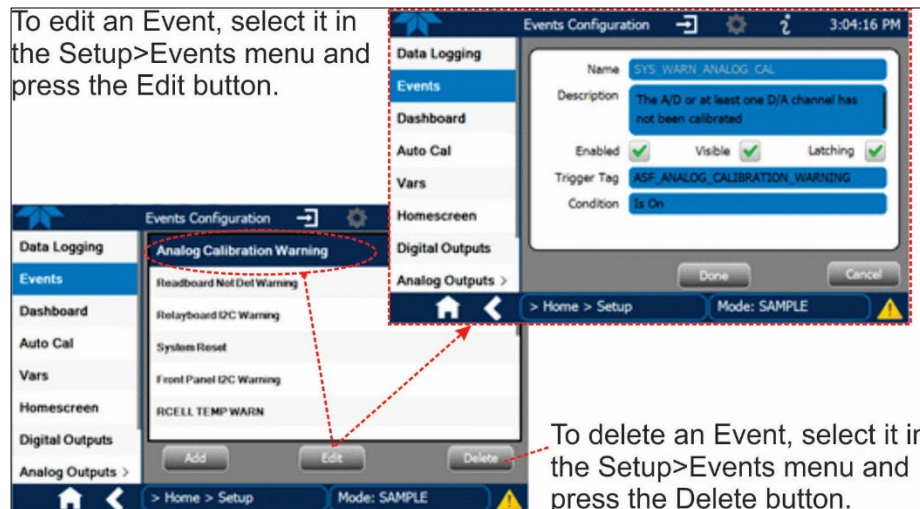 To edit an Event, select it in
the Setup>Events menu and
press the Edit button.
Events Configuration
3:04:16 PM
Data Logging
Events
Dashboard
Auto Cal
Vars
Homescreen
Digital Outputs
Analog Outputs >
Name
SYS_WARN_ANALOG_CAL
Description
The A/D or at least one D/A channel has
not been calibrated
Enabled
Visible
Latching
Trigger Tag
ASF_ANALOG_CALIBRATION_WARNING
Condition
Is On
Done
Cancel
> Home > Setup
Mode: SAMPLE
Events Configuration
Data Logging
Events
Dashboard
Auto Cal
Vars
Homescreen
Digital Outputs
Analog Outputs >
Analog Calibration Warning
Readboard Not Det Warning
Relayboard I2C Warning
System Reset
Front Panel I2C Warning
RCELL TEMP WARN
Add
Edit
Delete
> Home > Setup
Mode: SAMPLE
To delete an Event, select it in
the Setup>Events menu and
press the Delete button.